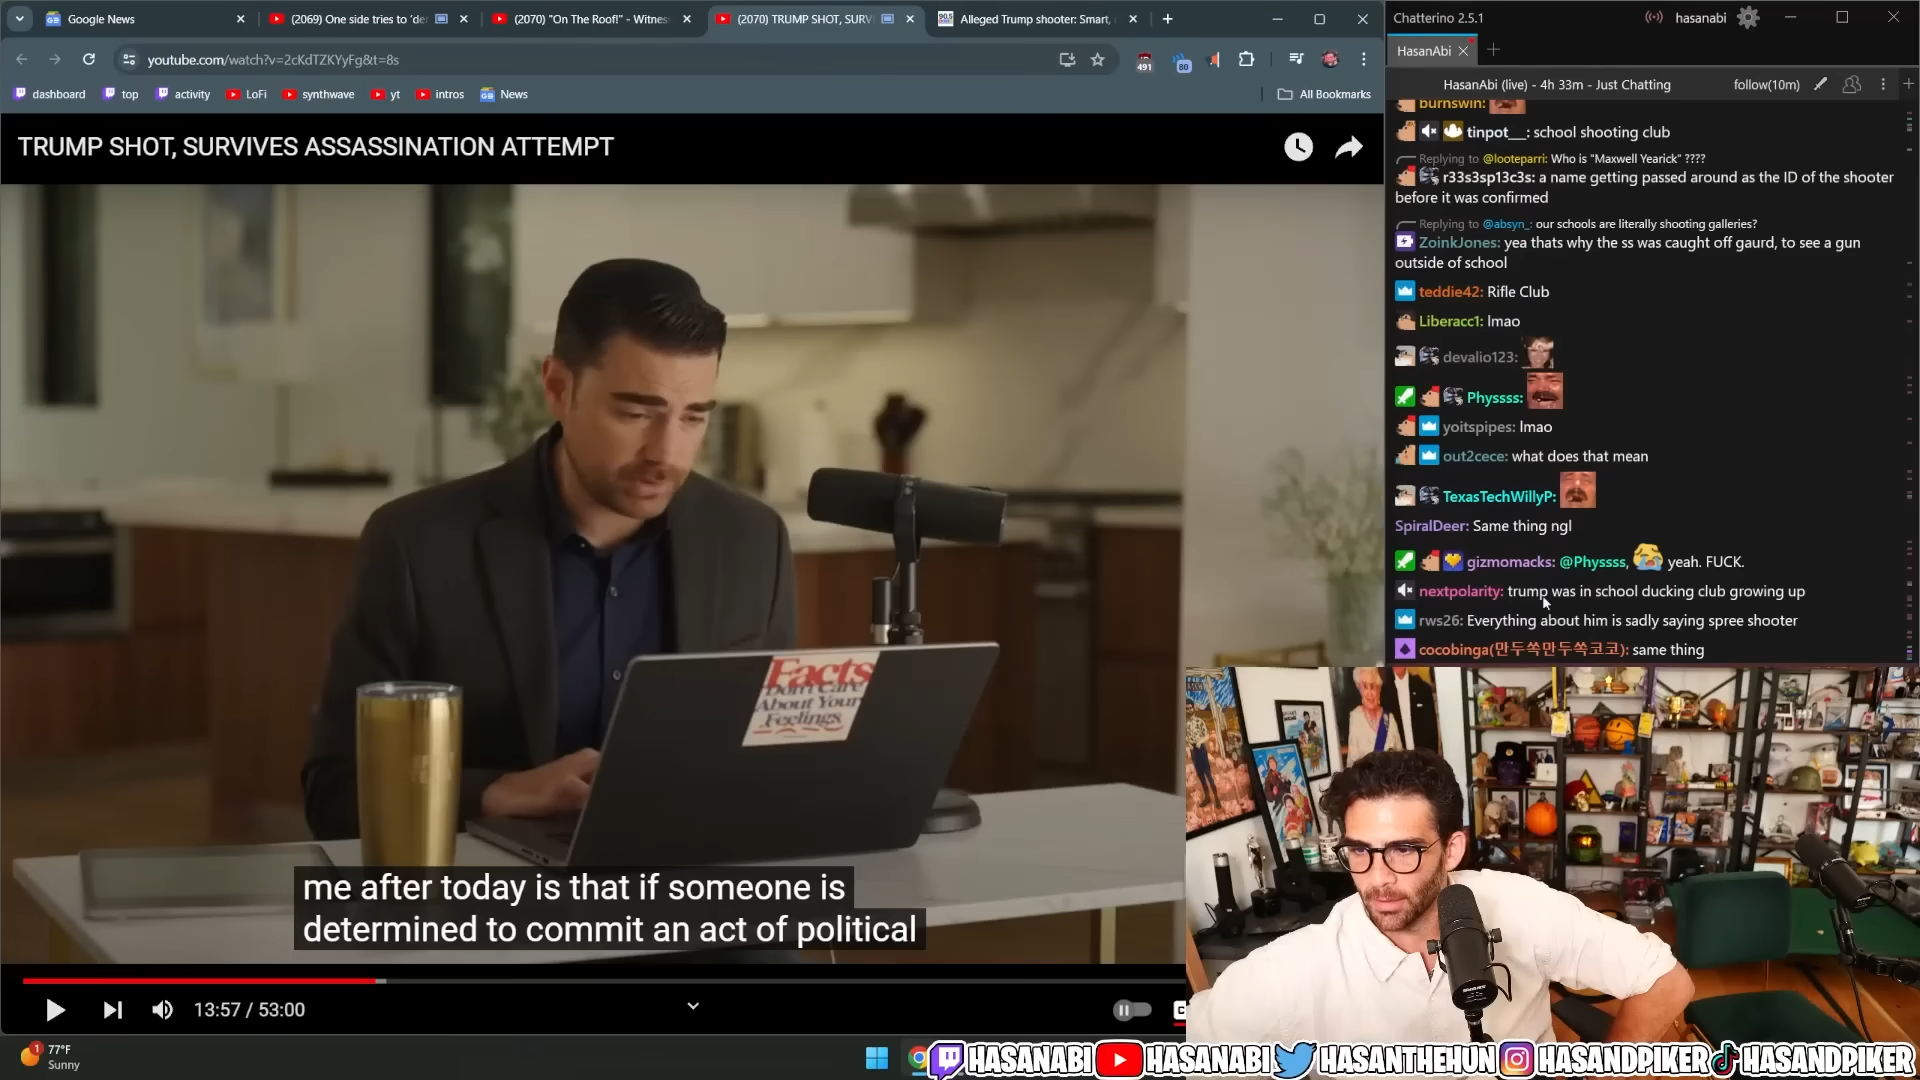 Google News
(2069) One side tries to 'de
(2070) "On The Roof!" - Witnes
(2070) TRUMP SHOT, SURV
Alleged Trump shooter: Smart,
youtube.com/watch?v=2cKdTZKYyFg&t=8s
491
80
dashboard
top
activity
LoFi
synthwave
yt
intros
News
All Bookmarks
TRUMP SHOT, SURVIVES ASSASSINATION ATTEMPT
Facts
Don't Care
About Your
Feelings
me after today is that if someone is
determined to commit an act of political
13:57 / 53:00
1
77°F
Sunny
Chatterino 2.5.1
hasanabi
HasanAbi
HasanAbi (live) - 4h 33m - Just Chatting
follow(10m)
burnswin:
tinpot__: school shooting club
Replying to @looteparri: Who is "Maxwell Yearick" ????
r33s3sp13c3s: a name getting passed around as the ID of the shooter
before it was confirmed
Replying to @absyn_: our schools are literally shooting galleries?
ZoinkJones: yea thats why the ss was caught off gaurd, to see a gun
outside of school
teddie42: Rifle Club
Liberacc1: lmao
devalio123:
Physsss:
yoitspipes: lmao
out2cece: what does that mean
TexasTechWillyP:
SpiralDeer: Same thing ngl
gizmomacks: @Physsss, yeah. FUCK.
nextpolarity: trump was in school ducking club growing up
rws26: Everything about him is sadly saying spree shooter
cocobinga(만두쏙만두쏙코코): same thing
HASANABI
HASANABI
HASANTHEHUN
HASANDPIKER
HASANDPIKER